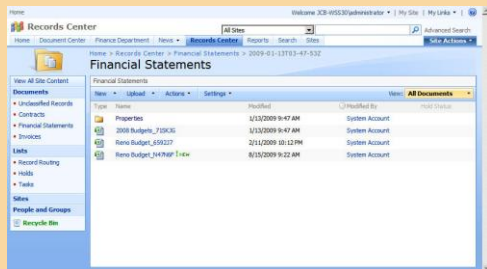 Home Welcome JCB-WSS30\administrator | My Site | My Links
Records Center All Sites Advanced Search
Home Document Center Finance Department News Records Center Reports Search Sites Site Actions
Home > Records Center > Financial Statements > 2009-01-13T03-47-53Z
Financial Statements
View All Site Content Financial Statements
Documents New Upload Actions Settings View: All Documents
Type Name Modified Modified By Hold Status
Unclassified Records
Contracts Properties 1/13/2009 9:47 AM System Account
Financial Statements 2008 Budgets_715K3G 1/13/2009 9:47 AM System Account
Invoices Reno Budget_659237 2/11/2009 10:12 PM System Account
Lists Reno Budget_N47N8P NEW 8/15/2009 9:22 AM System Account
Record Routing
Holds
Tasks
Sites
People and Groups
Recycle Bin